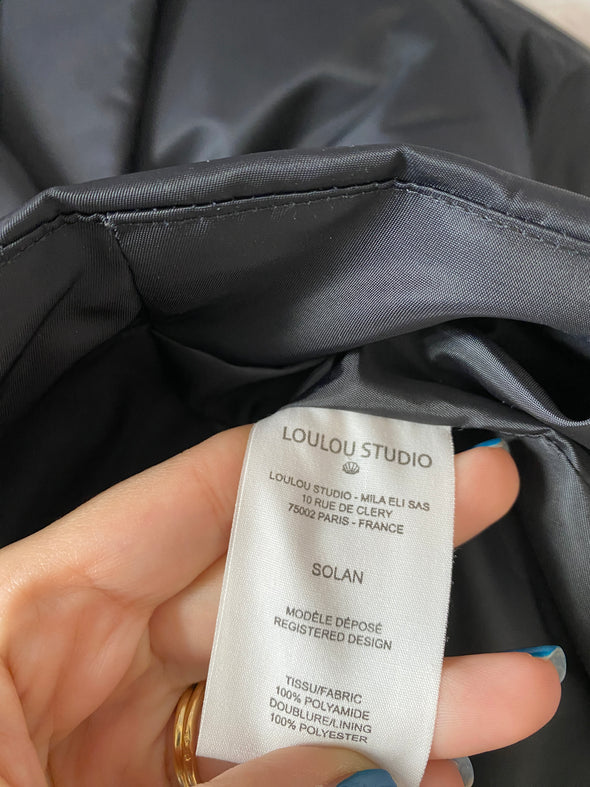 LOULOU STUDIO
LOULOU STUDIO - MILA ELI SAS
10 RUE DE CLERY
75002 PARIS - FRANCE
SOLAN
MODÈLE DÉPOSÉ
REGISTERED DESIGN
TISSU/FABRIC
100% POLYAMIDE
DOUBLURE/LINING
100% POLYESTER